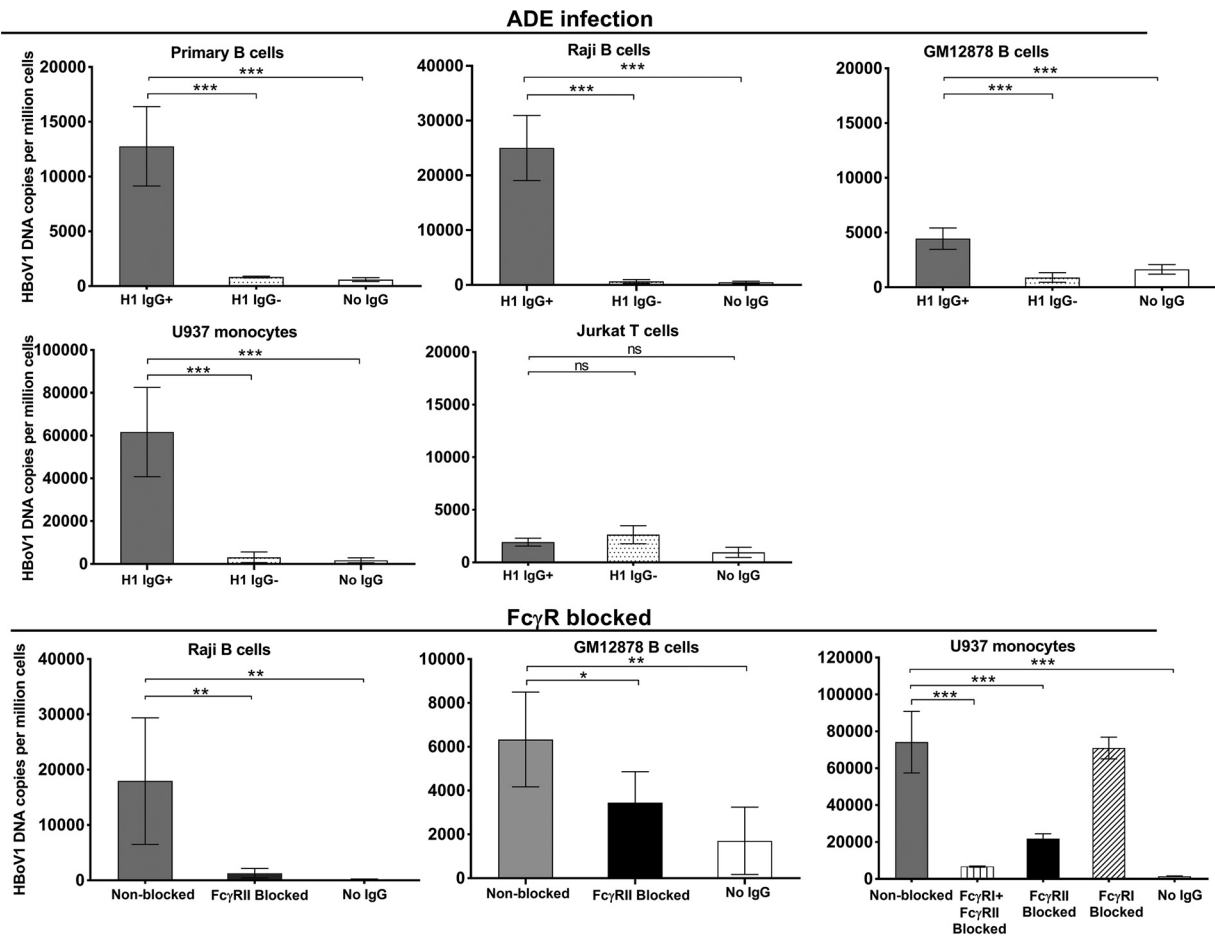 ADE infection
Primary B cells
HBoV1 DNA copies per million cells
20000
15000
10000
5000
0
***
***
H1 IgG+ H1 IgG- No IgG
Raji B cells
40000
30000
20000
10000
0
***
***
H1 IgG+ H1 IgG- No IgG
GM12878 B cells
20000
15000
10000
5000
0
***
***
H1 IgG+ H1 IgG- No IgG
U937 monocytes
HBoV1 DNA copies per million cells
100000
80000
60000
40000
20000
0
***
***
H1 IgG+ H1 IgG- No IgG
Jurkat T cells
20000
15000
10000
5000
0
ns
ns
H1 IgG+ H1 IgG- No IgG
FcγR blocked
Raji B cells
HBoV1 DNA copies per million cells
40000
30000
20000
10000
0
**
**
Non-blocked FcγRII Blocked No IgG
GM12878 B cells
10000
8000
6000
4000
2000
0
**
*
Non-blocked FcγRII Blocked No IgG
U937 monocytes
120000
100000
80000
60000
40000
20000
0
***
***
***
Non-blocked FcγRI+ FcγRII FcγRI No IgG
FcγRII Blocked Blocked
Blocked